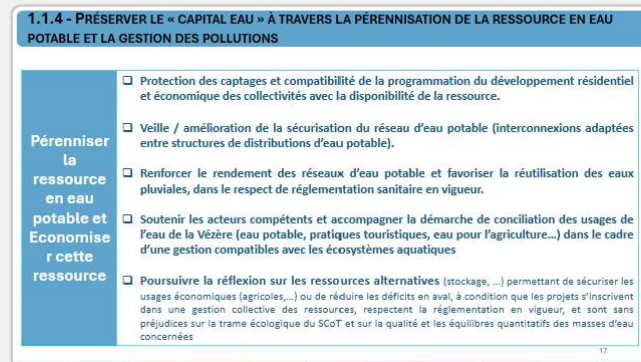 1.1.4 - PRÉSERVER LE « CAPITAL EAU » À TRAVERS LA PÉRENNISATION DE LA RESSOURCE EN EAU
POTABLE ET LA GESTION DES POLLUTIONS
Pérenniser
la
ressource
en eau
potable et
Economise
r cette
ressource
❑ Protection des captages et compatibilité de la programmation du développement résidentiel
et économique des collectivités avec la disponibilité de la ressource.
❑ Veille / amélioration de la sécurisation du réseau d'eau potable (interconnexions adaptées
entre structures de distributions d'eau potable).
❑ Renforcer le rendement des réseaux d'eau potable et favoriser la réutilisation des eaux
pluviales, dans le respect de réglementation sanitaire en vigueur.
❑ Soutenir les acteurs compétents et accompagner la démarche de conciliation des usages de
l'eau de la Vézère (eau potable, pratiques touristiques, eau pour l'agriculture...) dans le cadre
d'une gestion compatibles avec les écosystèmes aquatiques
❑ Poursuivre la réflexion sur les ressources alternatives (stockage, ...) permettant de sécuriser les
usages économiques (agricoles,...) ou de réduire les déficits en aval, à condition que les projets s'inscrivent
dans une gestion collective des ressources, respectent la réglementation en vigueur, et sont sans
préjudices sur la trame écologique du SCoT et sur la qualité et les équilibres quantitatifs des masses d'eau
concernées
17